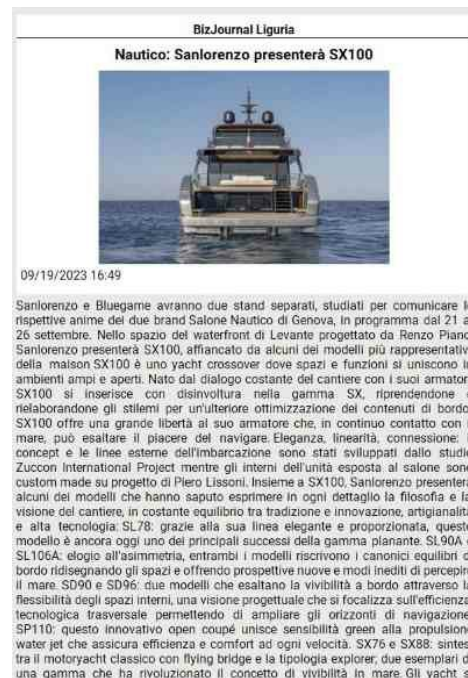 BizJournal Liguria
Nautico: Sanlorenzo presenterà SX100
09/19/2023 16:49
Sanlorenzo e Bluegame avranno due stand separati, studiati per comunicare le
rispettive anime dei due brand Salone Nautico di Genova, in programma dal 21 a
26 settembre. Nello spazio del waterfront di Levante progettato da Renzo Piano
Sanlorenzo presenterà SX100, affiancato da alcuni dei modelli più rappresentativ
della maison SX100 è uno yacht crossover dove spazi e funzioni si uniscono in
ambienti ampi e aperti. Nato dal dialogo costante del cantiere con i suoi armator
SX100 si inserisce con disinvoltura nella gamma SX, riprendendone e
rielaborandone gli stilemi per un'ulteriore ottimizzazione dei contenuti di bordo
SX100 offre una grande libertà al suo armatore che, in continuo contatto con i
mare, può esaltare il piacere del navigare. Eleganza, linearità, connessione: i
concept e le linee esterne dell'imbarcazione sono stati sviluppati dallo studio
Zuccon International Project mentre gli interni dell'unità esposta al salone sono
custom made su progetto di Piero Lissoni. Insieme a SX100, Sanlorenzo presenterà
alcuni dei modelli che hanno saputo esprimere in ogni dettaglio la filosofia e la
visione del cantiere, in costante equilibrio tra tradizione e innovazione, artigianalità
e alta tecnologia: SL78: grazie alla sua linea elegante e proporzionata, questo
modello è ancora oggi uno dei principali successi della gamma planante. SL90A e
SL106A: elogio all'asimmetria, entrambi i modelli riscrivono i canonici equilibri d
bordo ridisegnando gli spazi e offrendo prospettive nuove e modi inediti di percepire
il mare. SD90 e SD96: due modelli che esaltano la vivibilità a bordo attraverso la
flessibilità degli spazi interni, una visione progettuale che si focalizza sull'efficienza
tecnologica trasversale permettendo di ampliare gli orizzonti di navigazione
SP110: questo innovativo open coupé unisce sensibilità green alla propulsione
water jet che assicura efficienza e comfort ad ogni velocità. SX76 e SX88: sintes
tra il motoryacht classico con flying bridge e la tipologia explorer, due esemplari d
una gamma che ha rivoluzionato il concetto di vivibilità in mare. Gli yacht s